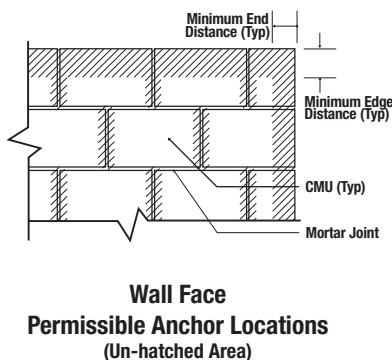 Minimum End
Distance (Typ)
Minimum Edge
Distance (Typ)
CMU (Typ)
Mortar Joint
Wall Face
Permissible Anchor Locations
(Un-hatched Area)